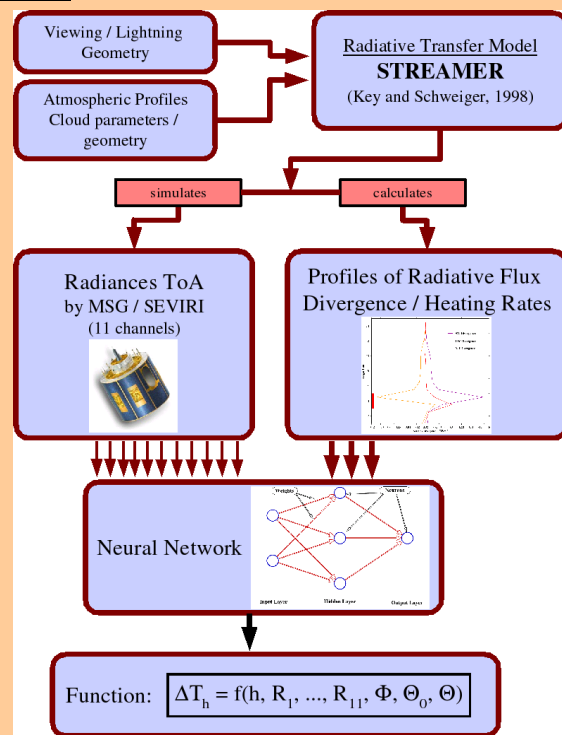 Viewing / Lightning
Geometry
Atmospheric Profiles
Cloud parameters /
geometry
Radiative Transfer Model
STREAMER
(Key and Schweiger, 1998)
simulates
calculates
Radiances ToA
by MSG / SEVIRI
(11 channels)
Profiles of Radiative Flux
Divergence / Heating Rates
Neural Network
Weights
Neurons
Input Layer
Hidden Layer
Output Layer
Function: ΔT_h = f(h, R_1, ..., R_11, Φ, Θ_0, Θ)